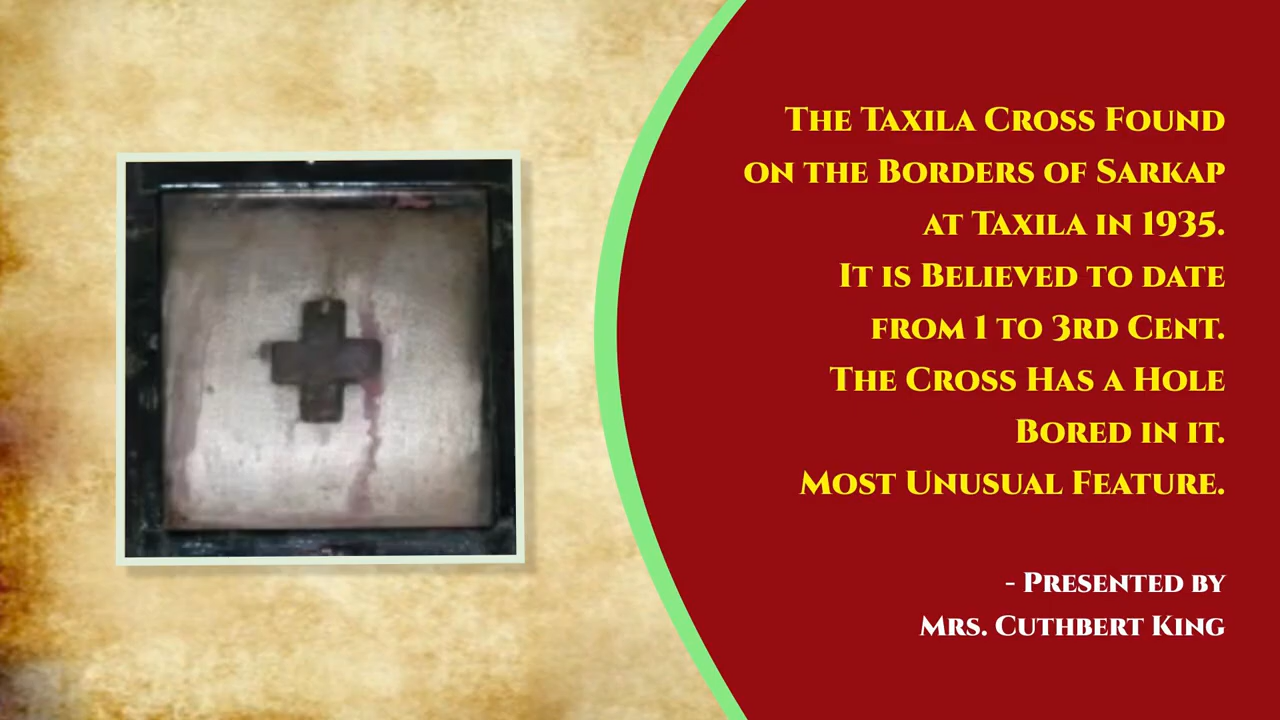 The Taxila Cross Found
on the Borders of Sarkap
at Taxila in 1935.
It is Believed to date
from 1 to 3rd Cent.
The Cross Has a Hole
Bored in it.
Most Unusual Feature.
- Presented by
Mrs. Cuthbert King